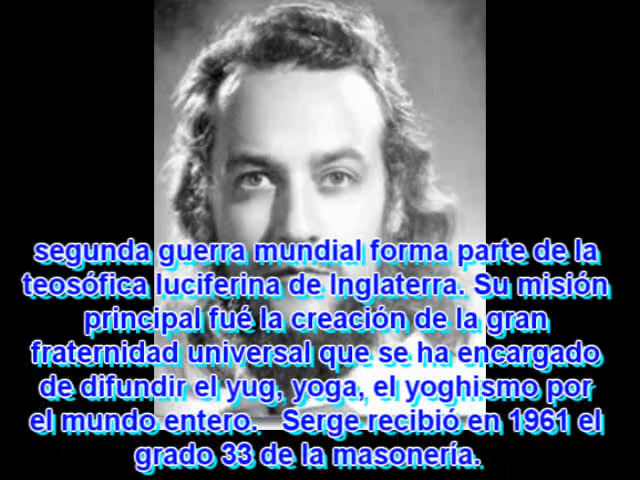 segunda guerra mundial forma parte de la
teosófica luciferina de Inglaterra. Su misión
principal fué la creación de la gran
fraternidad universal que se ha encargado
de difundir el yug, yoga, el yoghismo por
el mundo entero.   Serge recibió en 1961 el
grado 33 de la masonería.